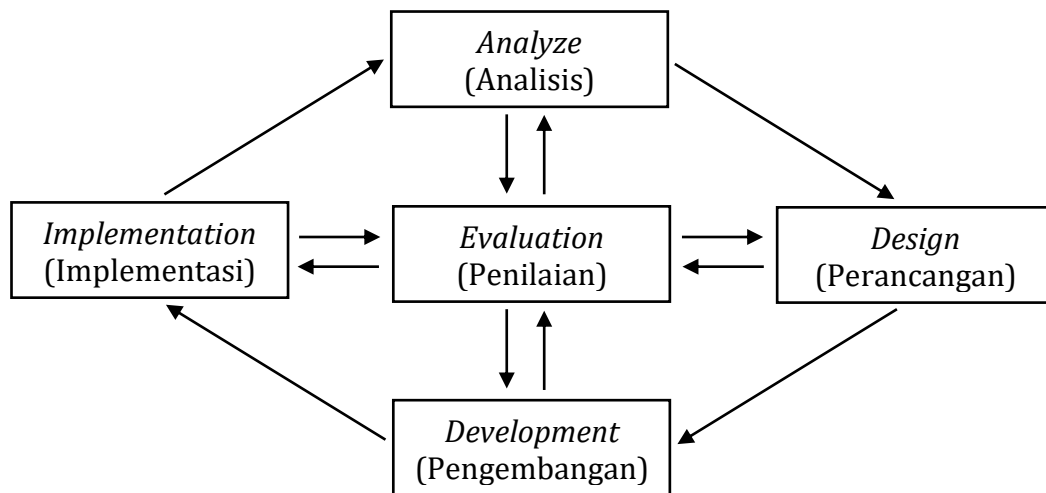 Analyze
(Analisis)
Implementation
(Implementasi)
Evaluation
(Penilaian)
Design
(Perancangan)
Development
(Pengembangan)